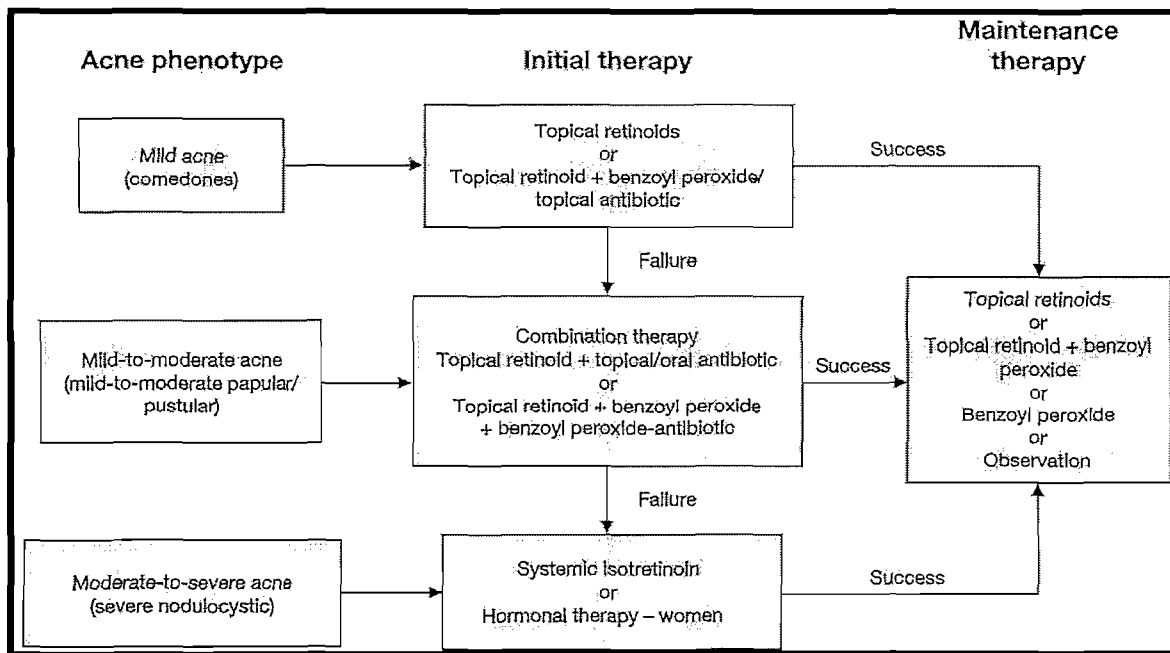 Acne phenotype
Initial therapy
Maintenance
therapy
Mild acne
(comedones)
Topical retinoids
or
Topical retinoid + benzoyl peroxide/
topical antibiotic
Success
Failure
Mild-to-moderate acne
(mild-to-moderate papular/
pustular)
Combination therapy
Topical retinoid + topical/oral antibiotic
or
Topical retinoid + benzoyl peroxide
+ benzoyl peroxide-antibiotic
Success
Topical retinoids
or
Topical retinoid + benzoyl
peroxide
or
Benzoyl peroxide
or
Observation
Failure
Moderate-to-severe acne
(severe nodulocystic)
Systemic isotretinoin
or
Hormonal therapy – women
Success